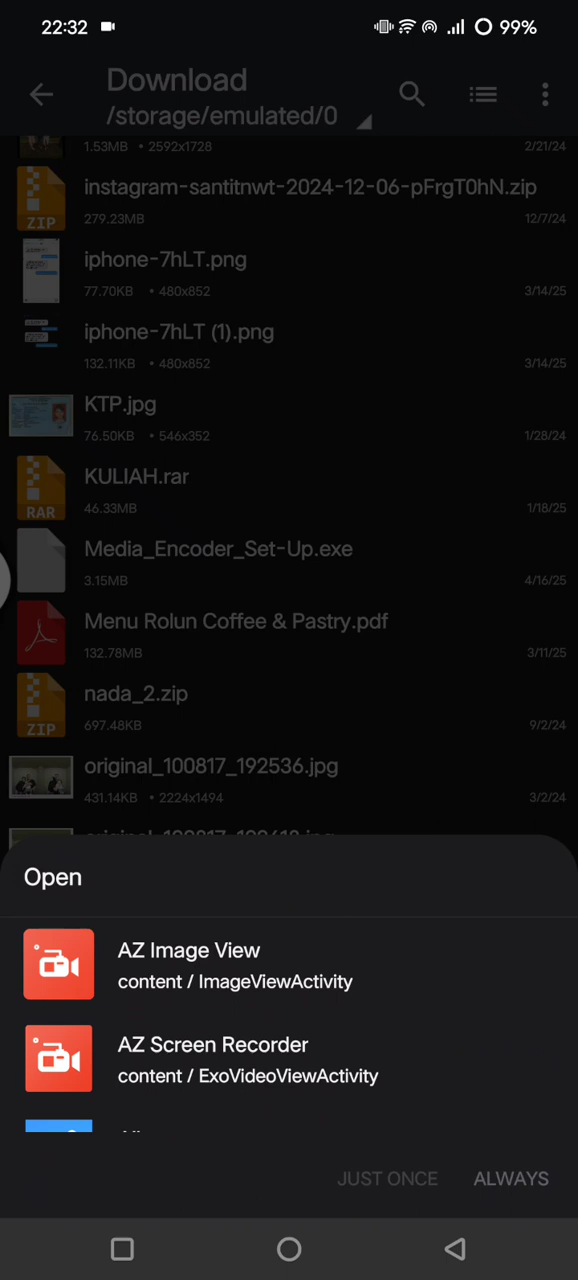 22:32
99%
Download
/storage/emulated/0
1.53MB • 2592x1728
2/21/24
instagram-santitnwt-2024-12-06-pFrgT0hN.zip
ZIP
279.23MB
12/7/24
iphone-7hLT.png
77.70KB • 480x852
3/14/25
iphone-7hLT (1).png
132.11KB • 480x852
3/14/25
KTP.jpg
76.50KB • 546x352
1/28/24
KULIAH.rar
RAR
46.33MB
1/18/25
Media_Encoder_Set-Up.exe
3.15MB
4/16/25
Menu Rolun Coffee & Pastry.pdf
132.78MB
3/11/25
nada_2.zip
ZIP
697.48KB
9/2/24
original_100817_192536.jpg
431.14KB • 2224x1494
3/2/24
Open
AZ Image View
content / ImageViewActivity
AZ Screen Recorder
content / ExoVideoViewActivity
JUST ONCE
ALWAYS